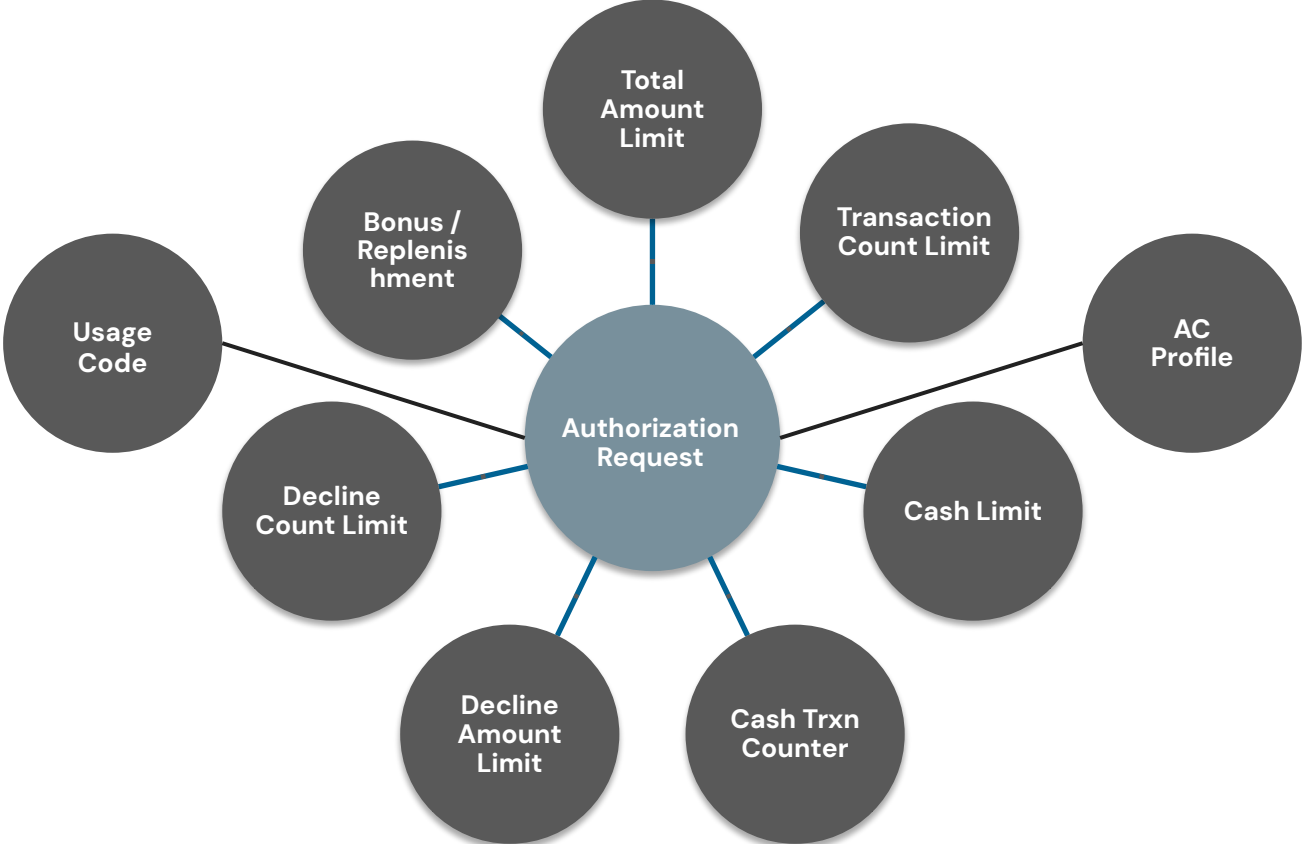 Total
Amount
Limit
Bonus /
Replenis
hment
Transaction
Count Limit
Usage
Code
AC
Profile
Authorization
Request
Decline
Count Limit
Cash Limit
Decline
Amount
Limit
Cash Trxn
Counter